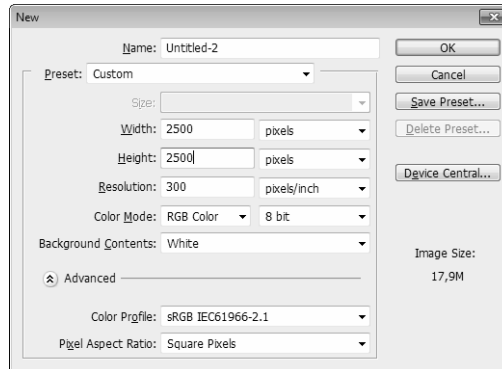 New
Name: Untitled-2
OK
Preset: Custom
Cancel
Size:
Save Preset...
Width: 2500 pixels
Delete Preset...
Height: 2500 pixels
Resolution: 300 pixels/inch
Device Central...
Color Mode: RGB Color 8 bit
Background Contents: White
Image Size:
17,9M
Advanced
Color Profile: sRGB IEC61966-2.1
Pixel Aspect Ratio: Square Pixels